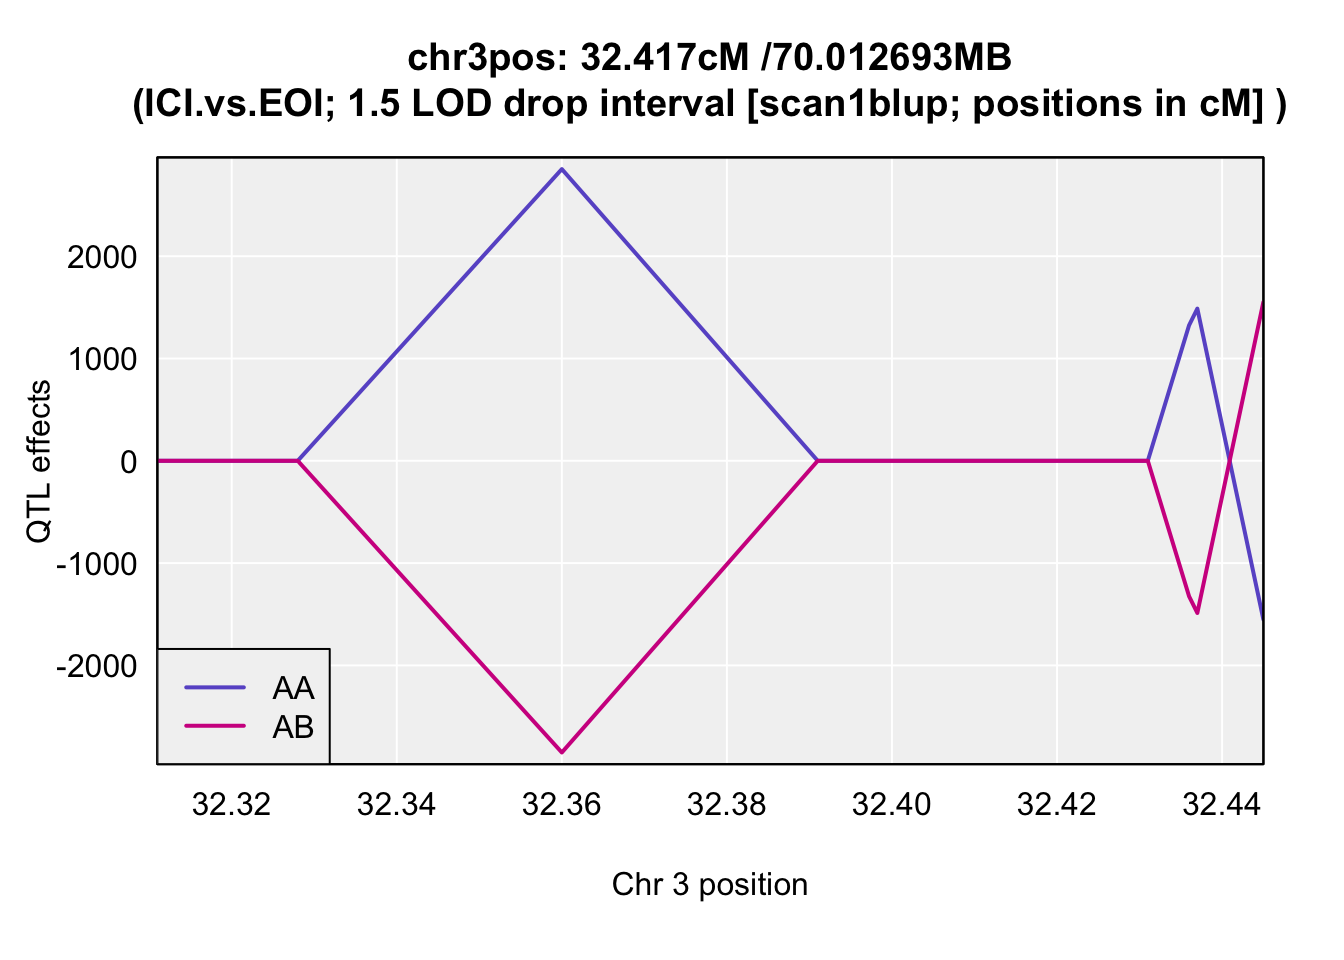 chr3pos: 32.417cM /70.012693MB
(ICI.vs.EOI; 1.5 LOD drop interval [scan1blup; positions in cM] )
QTL effects
2000
1000
0
-1000
-2000
AA
AB
32.32 32.34 32.36 32.38 32.40 32.42 32.44
Chr 3 position